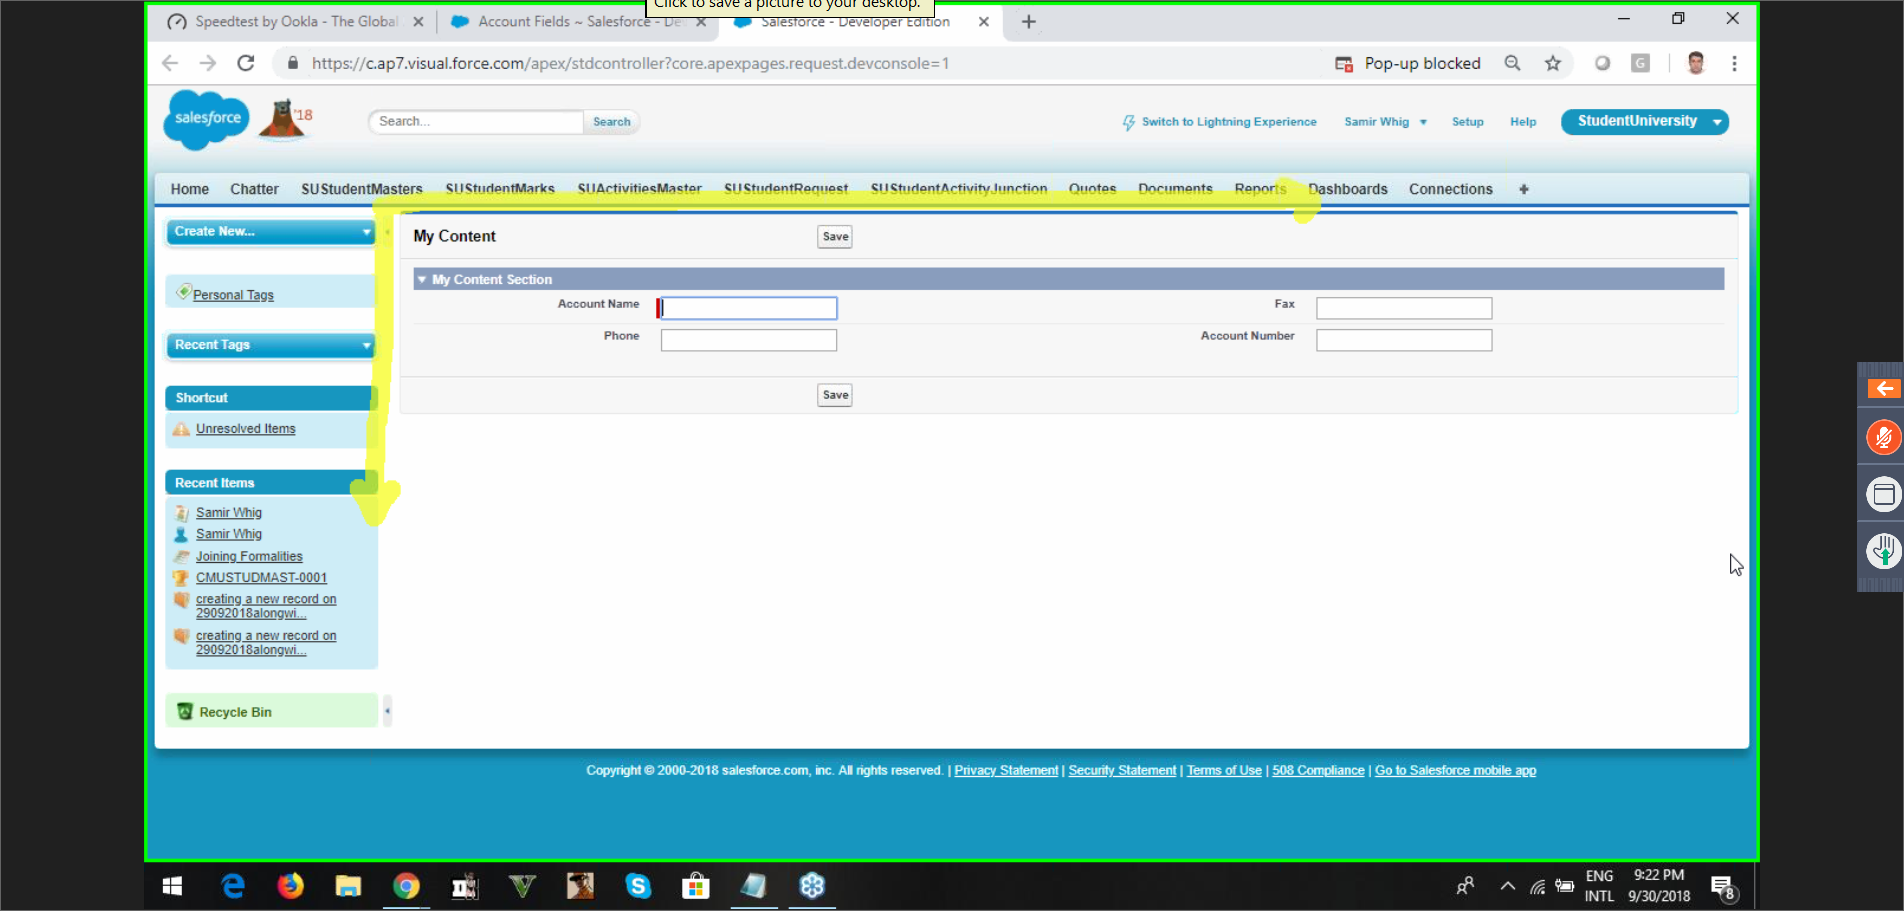 Click to save a picture to your desktop.
Speedtest by Ookla - The Global
Account Fields ~ Salesforce - De
Salesforce - Developer Edition
https://c.ap7.visual.force.com/apex/stdcontroller?core.apexpages.request.devconsole=1
Pop-up blocked
G
salesforce
'18
Search...
Search
Switch to Lightning Experience
Samir Whig
Setup
Help
StudentUniversity
Home Chatter SUStudentMasters SUStudentMarks SUActivitiesMaster SUStudentRequest SUStudentActivityJunction Quotes Documents Reports Dashboards Connections +
Create New...
Personal Tags
Recent Tags
Shortcut
Unresolved Items
Recent Items
Samir Whig
Samir Whig
Joining Formalities
CMUSTUDMAST-0001
creating a new record on
29092018alongwi...
creating a new record on
29092018alongwi...
Recycle Bin
My Content
Save
My Content Section
Account Name
Fax
Phone
Account Number
Save
Copyright © 2000-2018 salesforce.com, inc. All rights reserved. | Privacy Statement | Security Statement | Terms of Use | 508 Compliance | Go to Salesforce mobile app
ENG
INTL
9:22 PM
9/30/2018
8